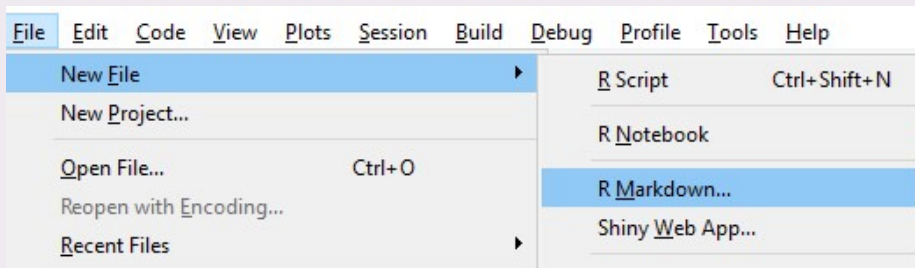 File Edit Code View Plots Session Build Debug Profile Tools Help
New File
New Project...
Open File... Ctrl+O
Reopen with Encoding...
Recent Files
R Script Ctrl+Shift+N
R Notebook
R Markdown...
Shiny Web App...